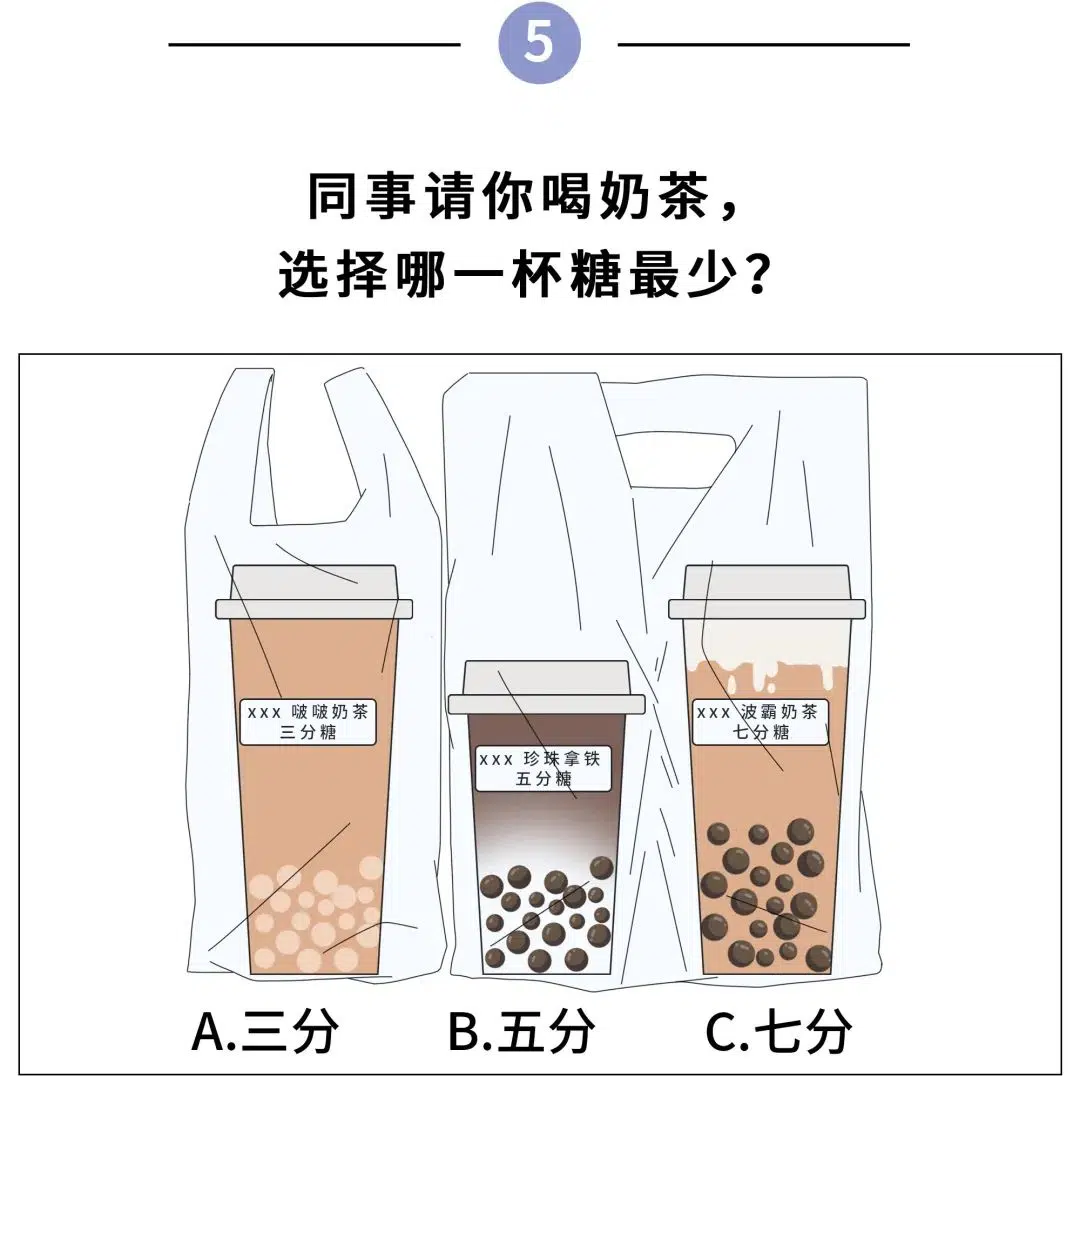 5
同事请你喝奶茶，
选择哪一杯糖最少？
xxx 啵啵奶茶
三分糖
xxx 珍珠拿铁
五分糖
xxx 波霸奶茶
七分糖
A.三分
B.五分
C.七分